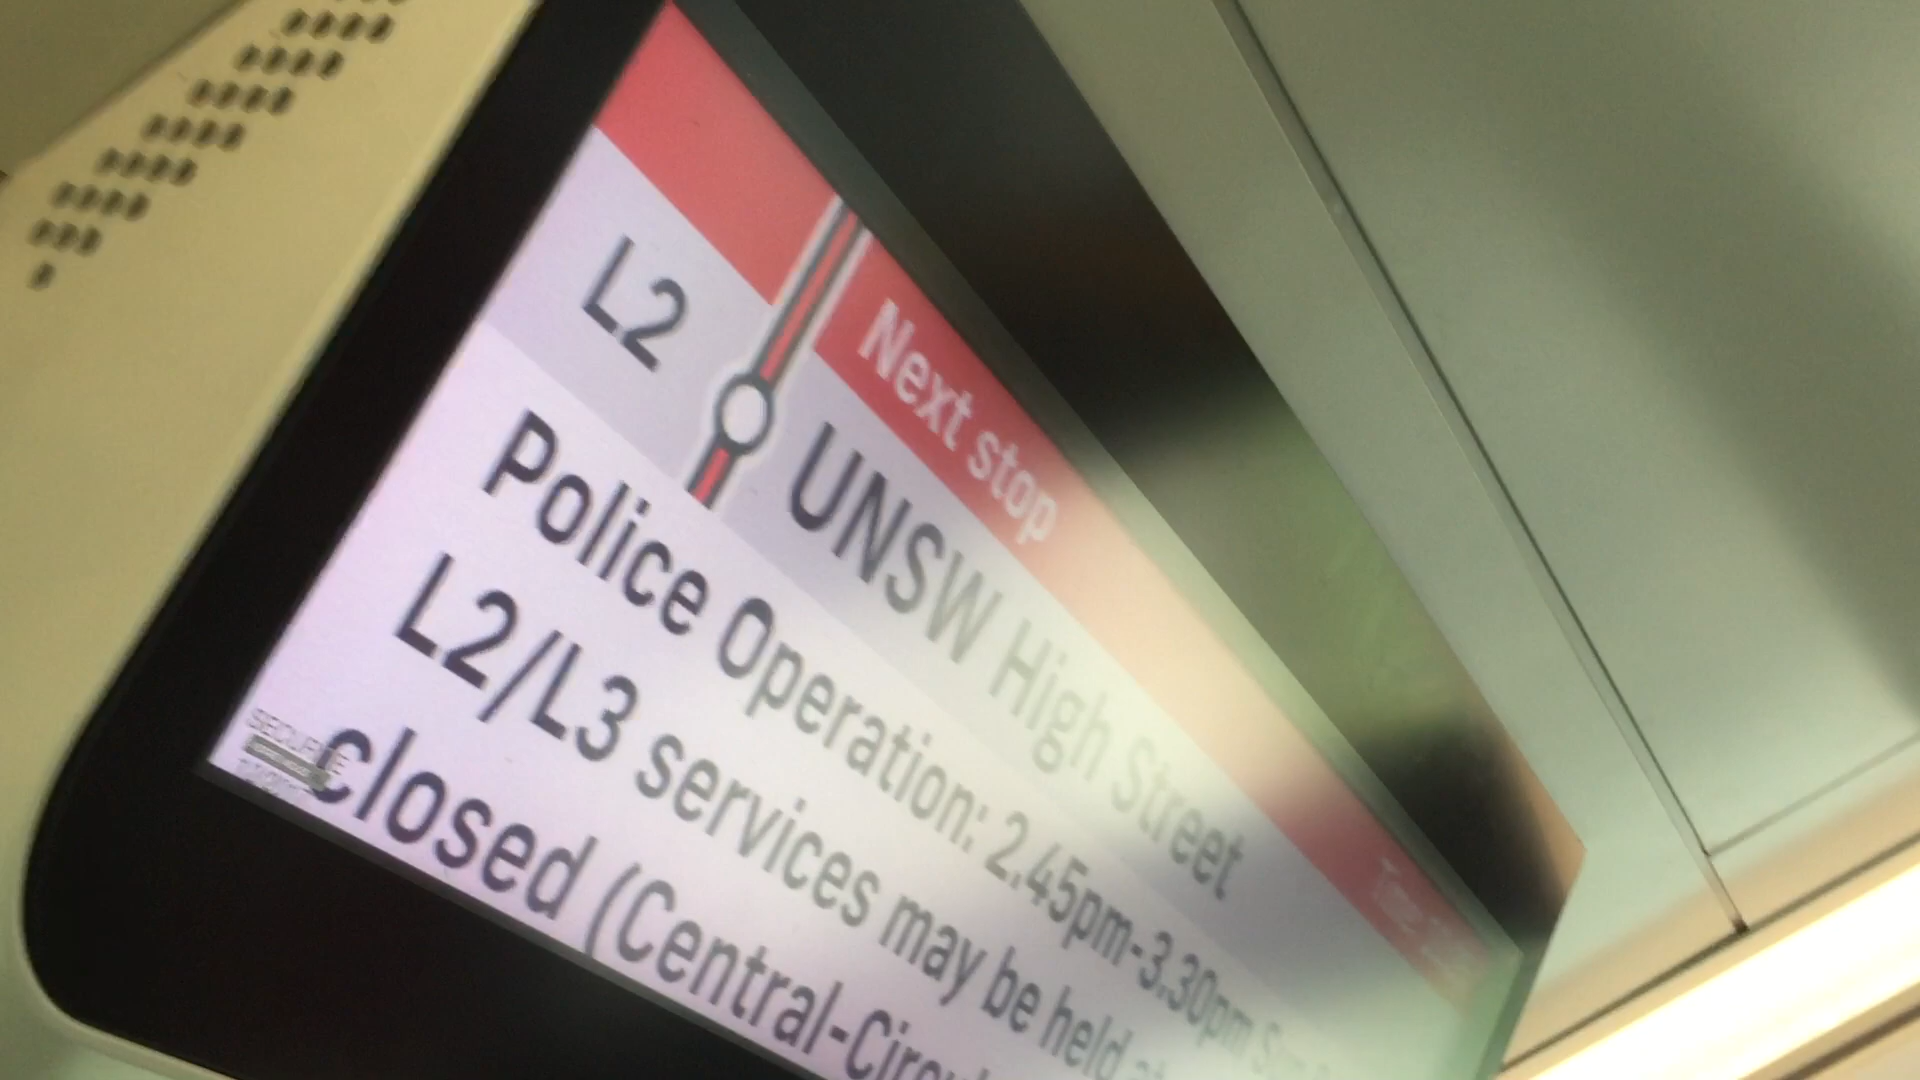 Next stop
L2 UNSW High Street
Police Operation: 2.45pm-3.30pm
L2/L3 services may be held
closed (Central-Circu